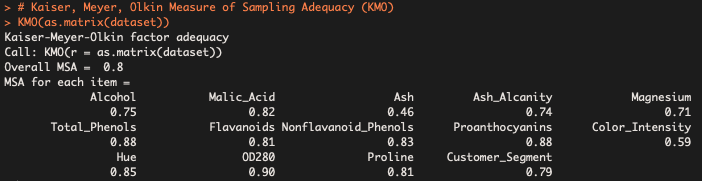 > # Kaiser, Meyer, Olkin Measure of Sampling Adequacy (KMO)
> KMO(as.matrix(dataset))
Kaiser-Meyer-Olkin factor adequacy
Call: KMO(r = as.matrix(dataset))
Overall MSA =  0.8
MSA for each item =
Alcohol Malic_Acid Ash Ash_Alcanity Magnesium
0.75 0.82 0.46 0.74 0.71
Total_Phenols Flavanoids Nonflavanoid_Phenols Proanthocyanins Color_Intensity
0.88 0.81 0.83 0.88 0.59
Hue OD280 Proline Customer_Segment
0.85 0.90 0.81 0.79